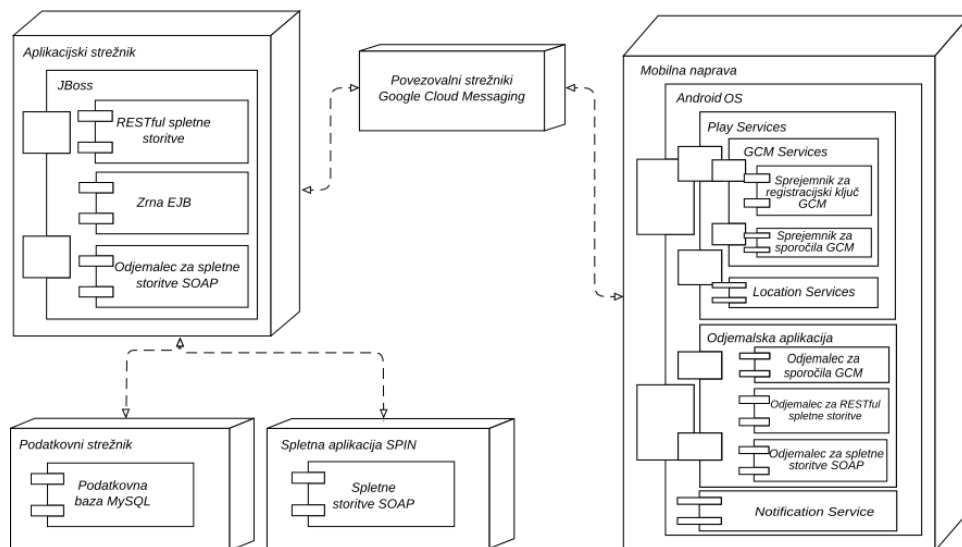 Aplikacijski strežnik
JBoss
RESTful spletne
storitve
Zrna EJB
Odjemalec za spletne
storitve SOAP
Povezovalni strežniki
Google Cloud Messaging
Mobilna naprava
Android OS
Play Services
GCM Services
Sprejemnik za
registracijski ključ
GCM
Sprejemnik za
sporočila GCM
Location Services
Odjemalska aplikacija
Odjemalec za
sporočila GCM
Odjemalec za RESTful
spletne storitve
Odjemalec za spletne
storitve SOAP
Notification Service
Podatkovni strežnik
Podatkovna
baza MySQL
Spletna aplikacija SPIN
Spletne
storitve SOAP